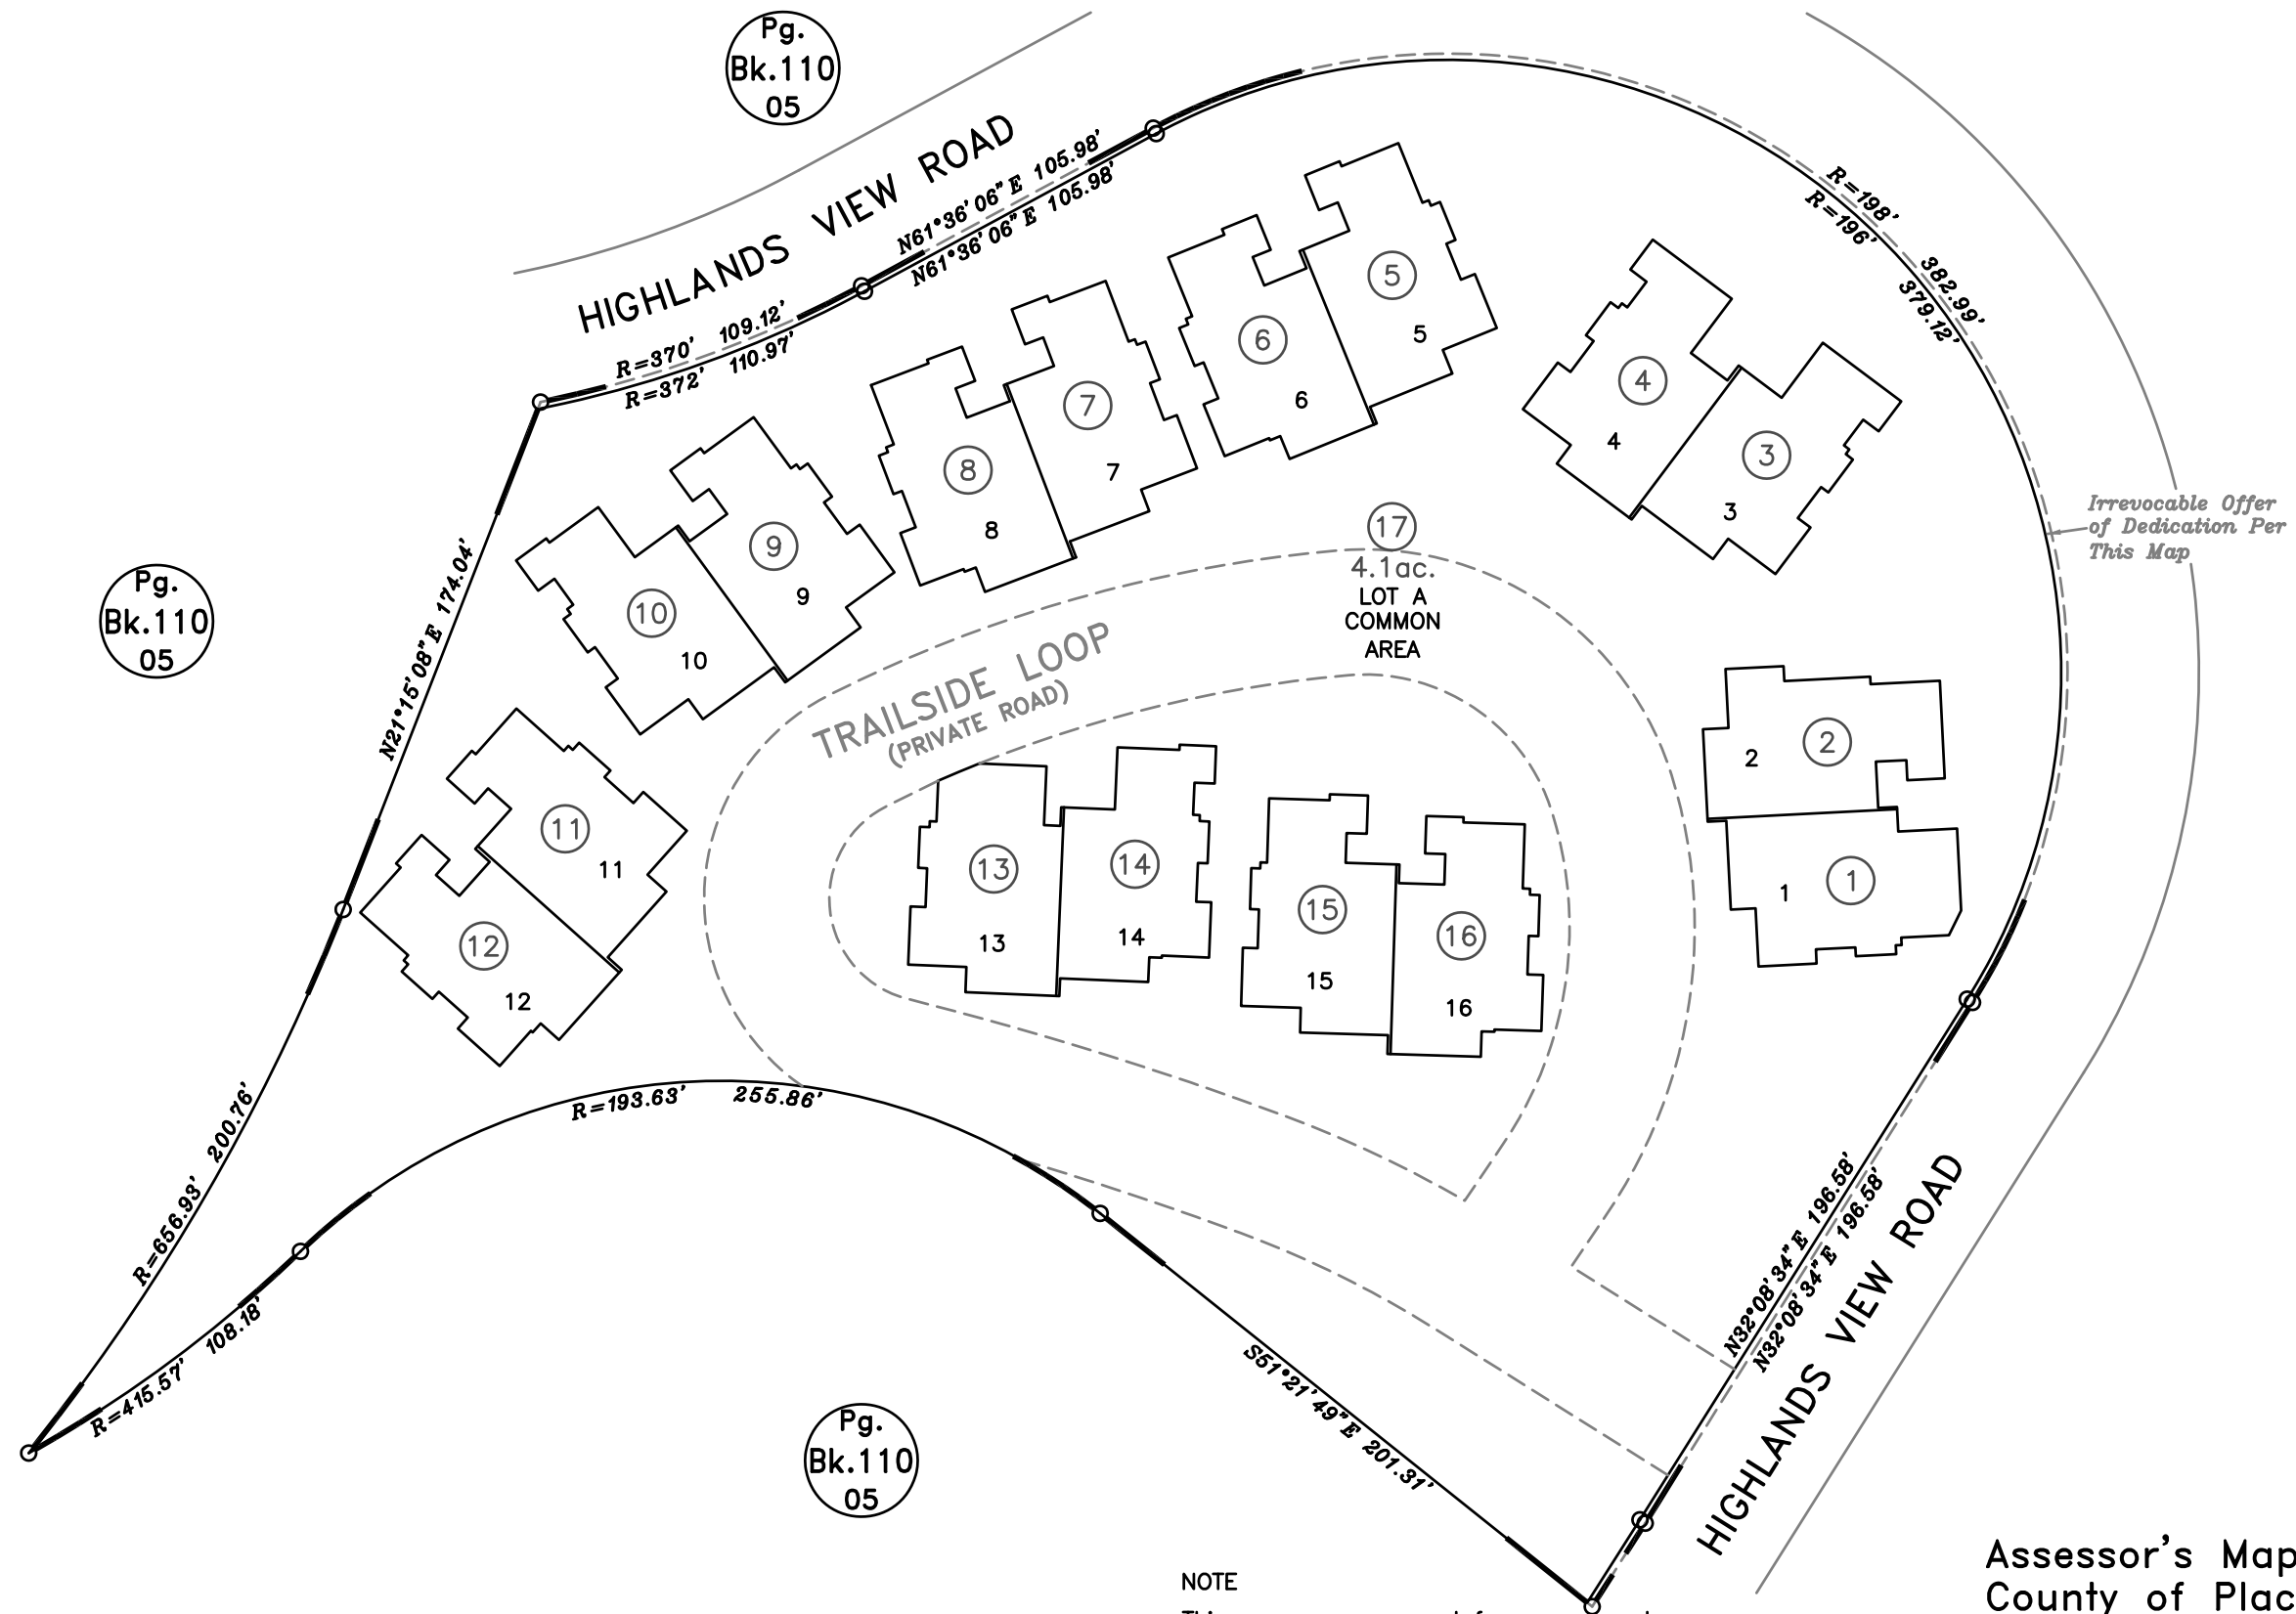 Pg.
Bk.110
05
HIGHLANDS VIEW ROAD
N61°36'06"E 105.98'
N61°36'06"E 105.98'
R=370' 109.12'
R=372' 110.97'
R=198' 382.99'
R=196' 379.12'
Irrevocable Offer
of Dedication Per
This Map
5
5
6
6
7
7
8
8
9
9
10
10
4
4
3
3
17
4.1ac.
LOT A
COMMON
AREA
Pg.
Bk.110
05
N21°15'08"E 174.04'
TRAILSIDE LOOP
(PRIVATE ROAD)
2
2
1
1
11
11
12
12
13
13
14
14
15
15
16
16
R=193.63' 255.86'
R=656.93' 200.76'
R=415.57' 108.18'
S51°21'49"E 201.31'
N32°08'34"E 196.58'
N32°08'34"E 196.58'
HIGHLANDS VIEW ROAD
Pg.
Bk.110
05
NOTE
Assessor's Map
County of Plac